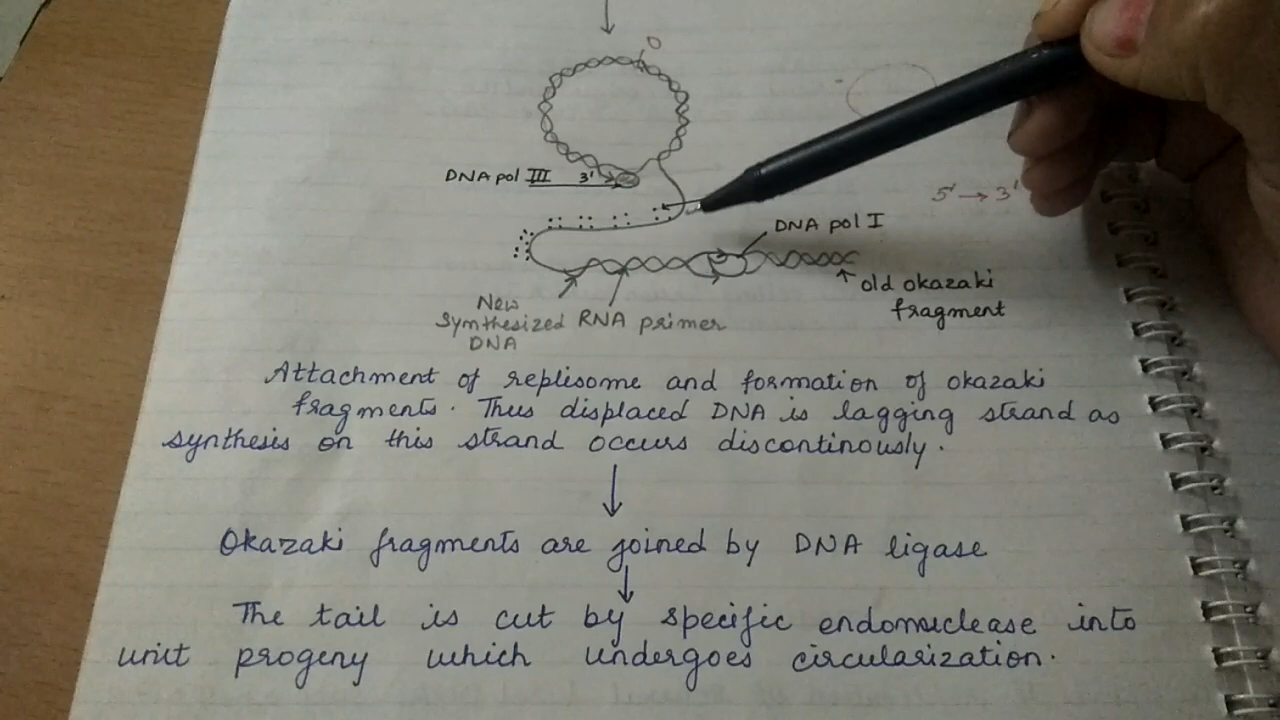 O
DNA pol III 3'
5' → 3'
DNA pol I
old okazaki
fragment
New
Synthesized RNA primer
DNA
Attachment of replisome and formation of okazaki
fragments. Thus displaced DNA is lagging strand as
synthesis on this strand occurs discontinously.
Okazaki fragments are joined by DNA ligase
The tail is cut by specific endonuclease into
unit progeny which undergoes circularization.